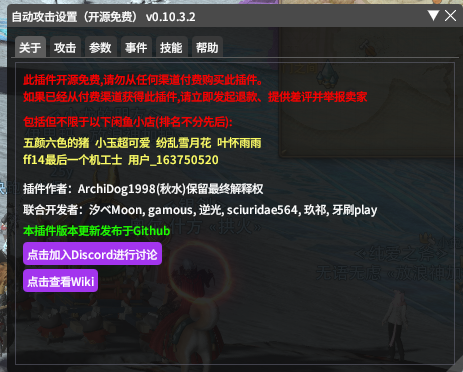 自动攻击设置（开源免费） v0.10.3.2
关于 攻击 参数 事件 技能 帮助
此插件开源免费,请勿从任何渠道付费购买此插件。
如果已经从付费渠道获得此插件,请立即发起退款、提供差评并举报卖家
包括但不限于以下闲鱼小店(排名不分先后):
五颜六色的猪 小玉超可爱 纷乱雪月花 叶怀雨雨
ff14最后一个机工士 用户_163750520
插件作者：ArchiDog1998(秋水)保留最终解释权
联合开发者：汐べMoon, gamous, 逆光, sciuridae564, 玖祁, 牙刷play
本插件版本更新发布于Github
点击加入Discord进行讨论
点击查看Wiki